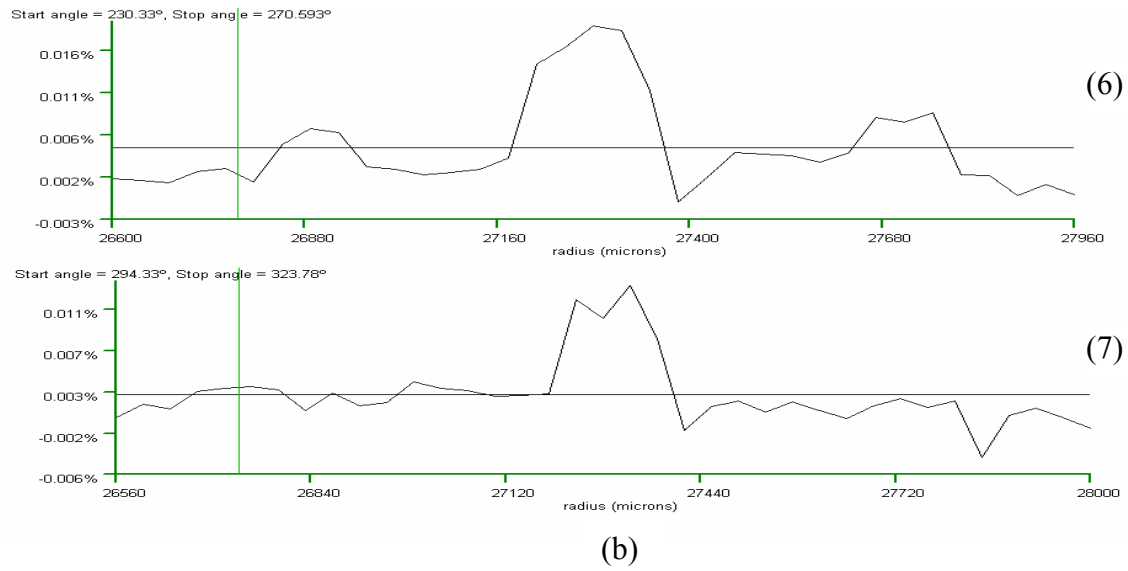 Start angle = 230.33º, Stop angle = 270.593º
0.016%
0.011%
(6)
0.006%
0.002%
-0.003%
26600 26880 27160 27400 27680 27960
radius (microns)
Start angle = 294.33º, Stop angle = 323.78º
0.011%
0.007%
(7)
0.003%
-0.002%
-0.006%
26560 26840 27120 27440 27720 28000
radius (microns)
(b)